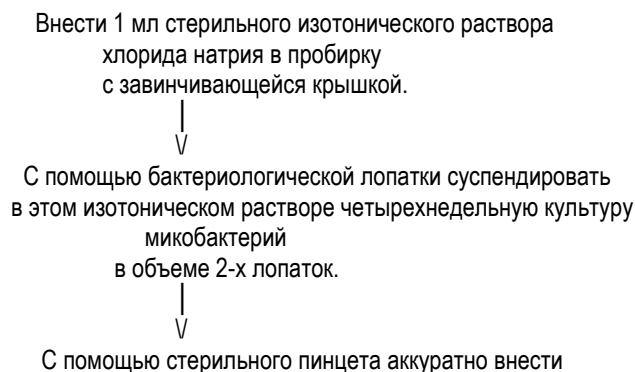 Внести 1 мл стерильного изотонического раствора
хлорида натрия в пробирку
с завинчивающейся крышкой.
С помощью бактериологической лопатки суспендировать
в этом изотоническом растворе четырехнедельную культуру
микобактерий
в объеме 2-х лопаток.
С помощью стерильного пинцета аккуратно внести